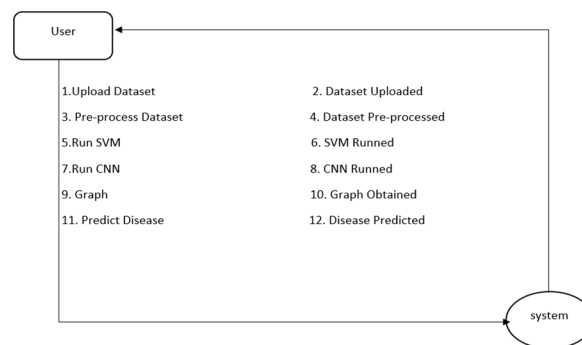 User
1.Upload Dataset 2. Dataset Uploaded
3. Pre-process Dataset 4. Dataset Pre-processed
5.Run SVM 6. SVM Runned
7.Run CNN 8. CNN Runned
9. Graph 10. Graph Obtained
11. Predict Disease 12. Disease Predicted
system